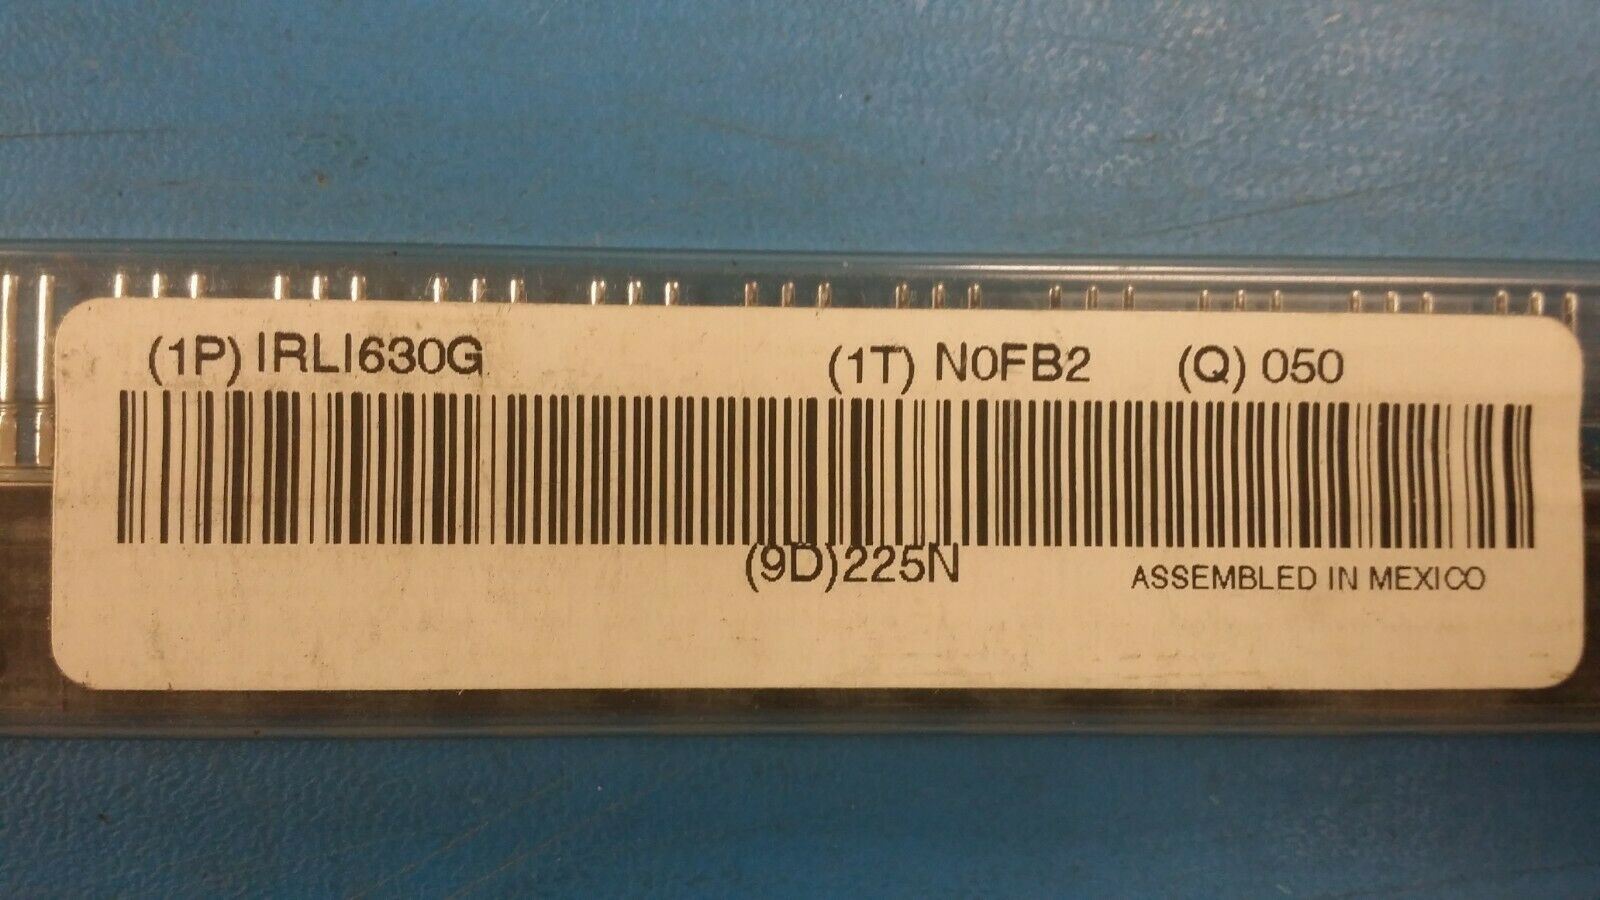 (1P) IRLI630G (1T) N0FB2 (Q) 050
(9D)225N
ASSEMBLED IN MEXICO